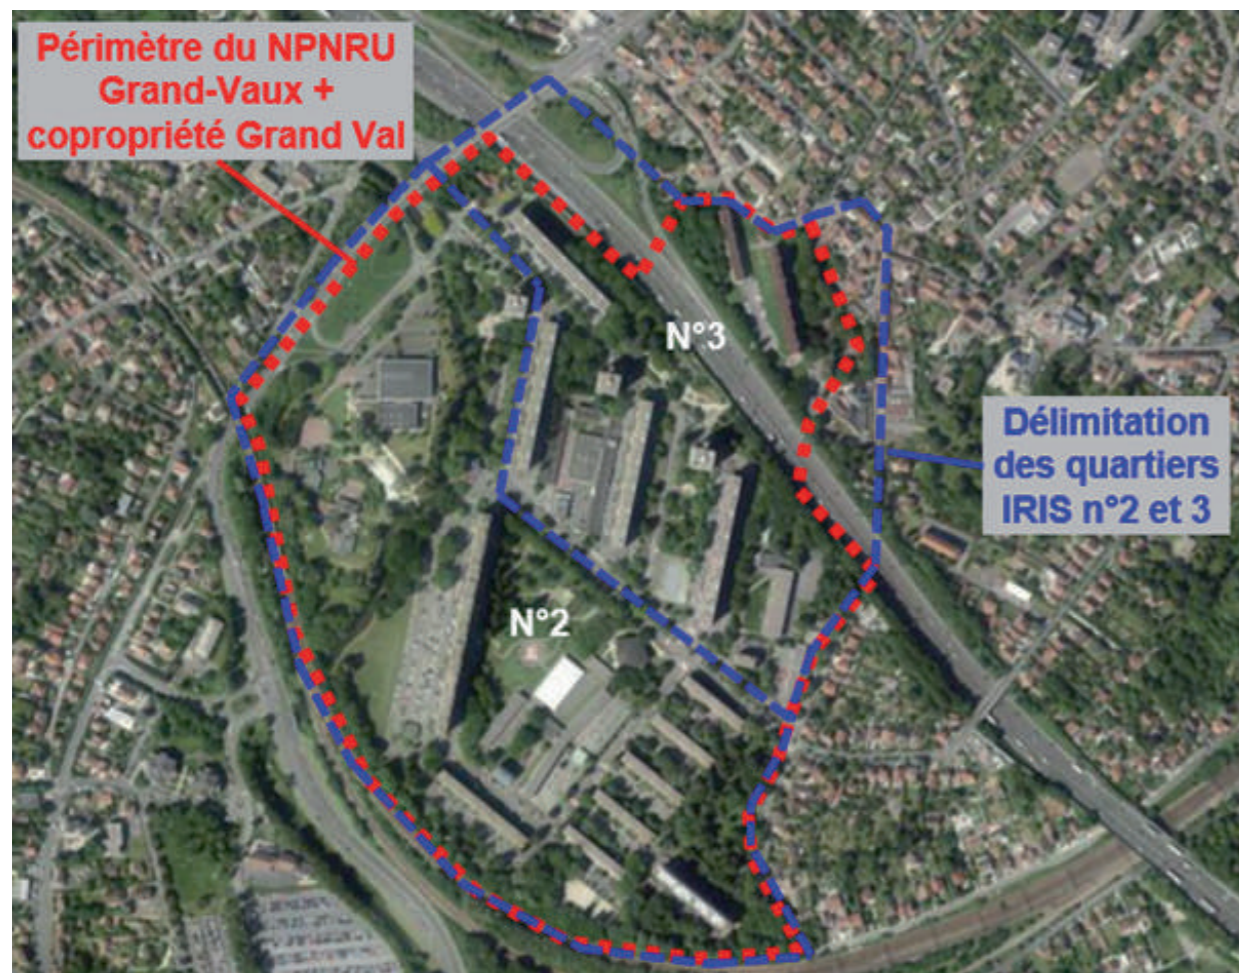 Périmètre du NPNRU
Grand-Vaux +
copropriété Grand Val
N°3
Délimitation
des quartiers
IRIS n°2 et 3
N°2